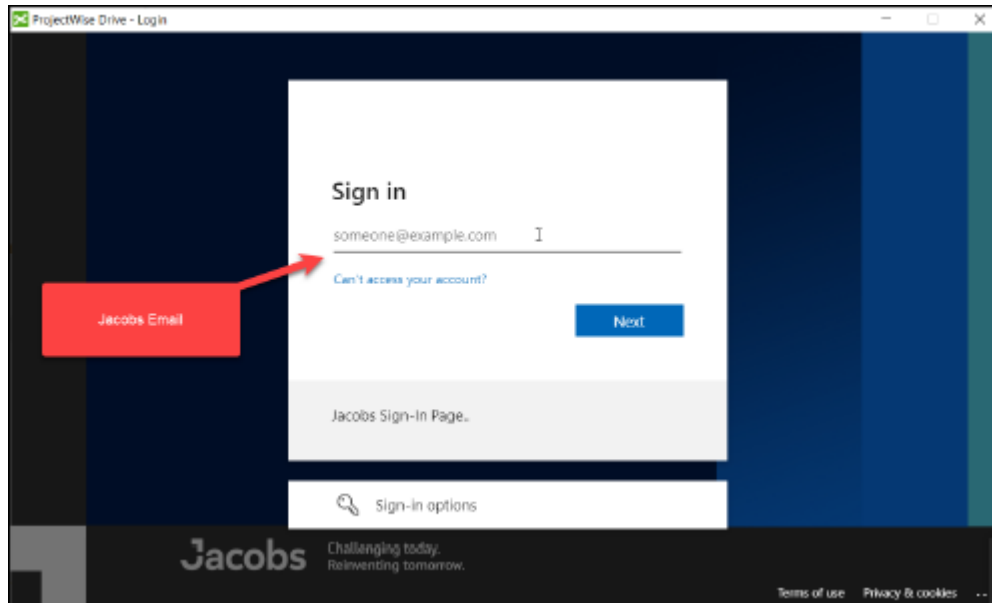 ProjectWise Drive - Login
Sign in
someone@example.com
Can't access your account?
Jacobs Email
Next
Jacobs Sign-In Page..
Sign-in options
Jacobs
Challenging today.
Reinventing tomorrow.
Terms of use Privacy & cookies ...